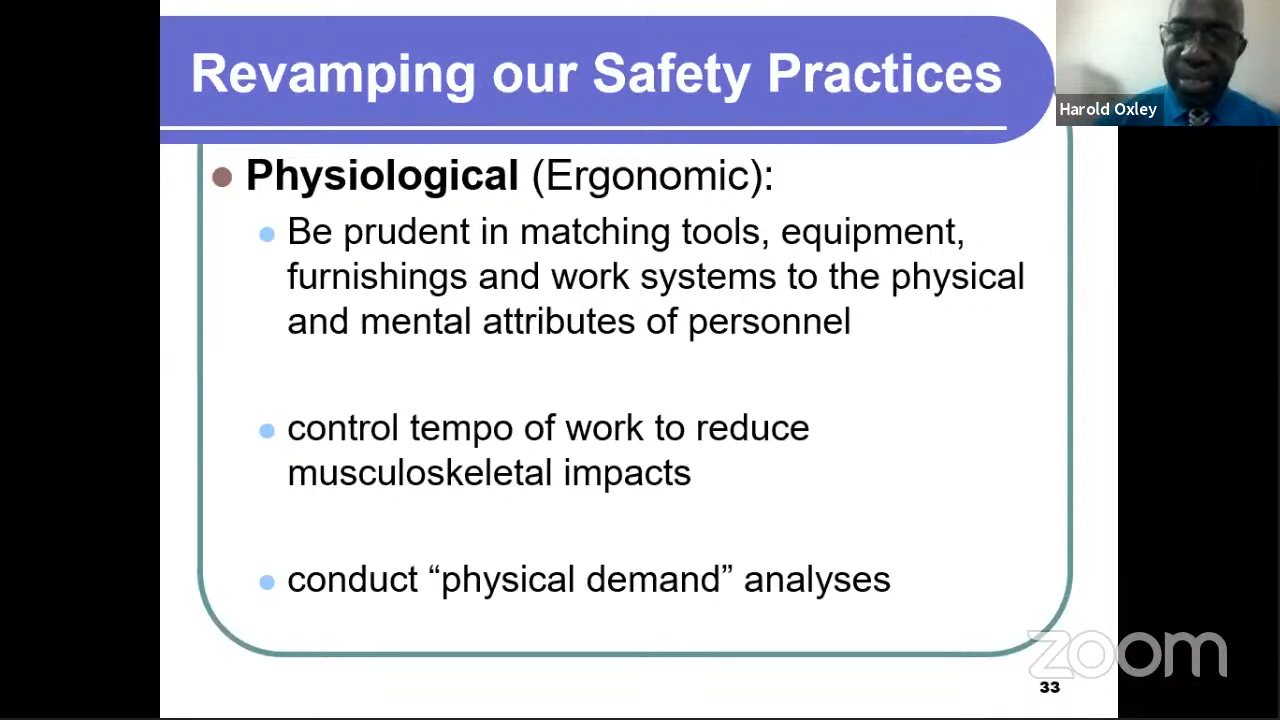 Revamping our Safety Practices
Harold Oxley
Physiological (Ergonomic):
Be prudent in matching tools, equipment,
furnishings and work systems to the physical
and mental attributes of personnel
control tempo of work to reduce
musculoskeletal impacts
conduct “physical demand” analyses
zoom
33